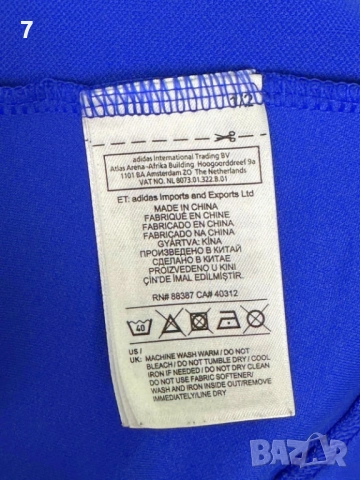 7
1/2
adidas International Trading BV
Atlas Arena-Afrika Building Hoogoorddreef 9a
1101 BA Amsterdam ZO The Netherlands
VAT NO. NL 8073.01.322.B.01
ET: adidas Imports and Exports Ltd
MADE IN CHINA
FABRIQUÉ EN CHINE
FABRICADO EN CHINA
FABRICADO NA CHINA
GYÁRTVA: KÍNA
ПРОИЗВЕДЕНО В КИТАЙ
СДЕЛАНО В КИТАЕ
PROIZVEDENO U KINI
ÇİN'DE İMAL EDİLMİŞTİR.
RN# 88387 CA# 40312
40
US /
UK: MACHINE WASH WARM / DO NOT
BLEACH / DO NOT TUMBLE DRY / COOL
IRON IF NEEDED / DO NOT DRY CLEAN
DO NOT USE FABRIC SOFTENER/
WASH AND IRON INSIDE OUT/REMOVE
IMMEDIATELY/LINE DRY
BAZAR